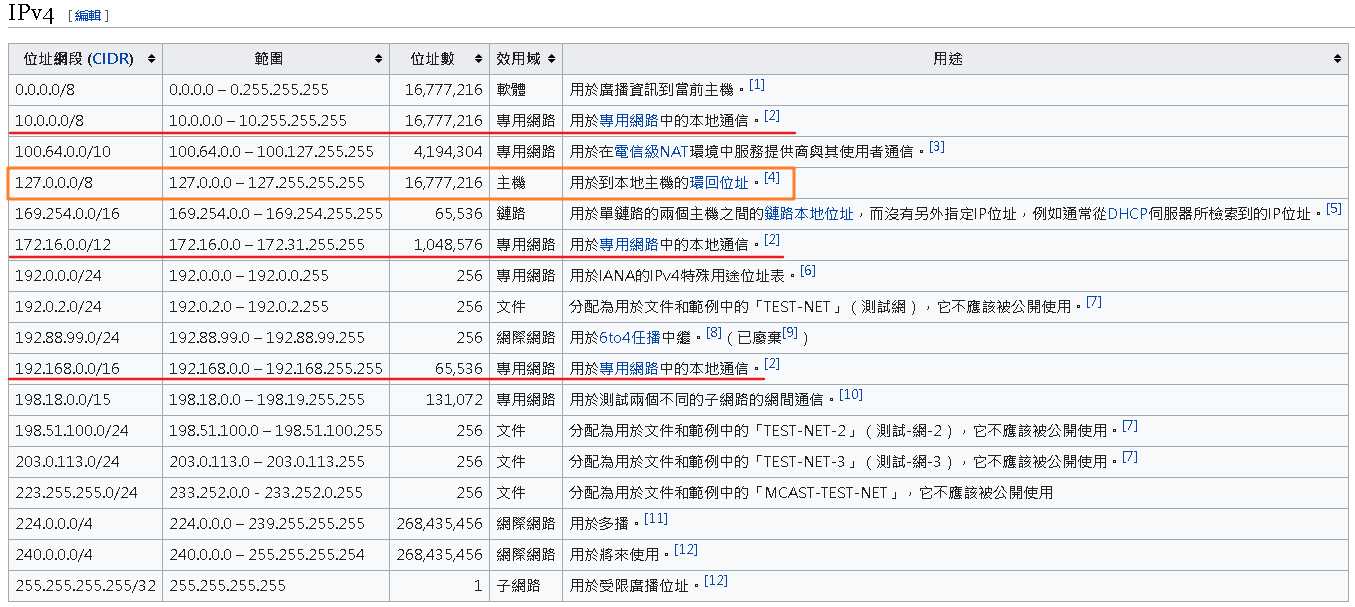 IPv4 [編輯]
位址網段 (CIDR) 範圍 位址數 效用域 用途
0.0.0.0/8 0.0.0.0 – 0.255.255.255 16,777,216 軟體 用於廣播資訊到當前主機。[1]
10.0.0.0/8 10.0.0.0 – 10.255.255.255 16,777,216 專用網路 用於專用網路中的本地通信。[2]
100.64.0.0/10 100.64.0.0 – 100.127.255.255 4,194,304 專用網路 用於在電信級NAT環境中服務提供商與其使用者通信。[3]
127.0.0.0/8 127.0.0.0 – 127.255.255.255 16,777,216 主機 用於到本地主機的環回位址。[4]
169.254.0.0/16 169.254.0.0 – 169.254.255.255 65,536 鏈路 用於單鏈路的兩個主機之間的鏈路本地位址，而沒有另外指定IP位址，例如通常從DHCP伺服器所檢索到的IP位址。[5]
172.16.0.0/12 172.16.0.0 – 172.31.255.255 1,048,576 專用網路 用於專用網路中的本地通信。[2]
192.0.0.0/24 192.0.0.0 – 192.0.0.255 256 專用網路 用於IANA的IPv4特殊用途位址表。[6]
192.0.2.0/24 192.0.2.0 – 192.0.2.255 256 文件 分配為用於文件和範例中的「TEST-NET」（測試網），它不應該被公開使用。[7]
192.88.99.0/24 192.88.99.0 – 192.88.99.255 256 網際網路 用於6to4任播中繼。[8]（已廢棄[9]）
192.168.0.0/16 192.168.0.0 – 192.168.255.255 65,536 專用網路 用於專用網路中的本地通信。[2]
198.18.0.0/15 198.18.0.0 – 198.19.255.255 131,072 專用網路 用於測試兩個不同的子網路的網間通信。[10]
198.51.100.0/24 198.51.100.0 – 198.51.100.255 256 文件 分配為用於文件和範例中的「TEST-NET-2」（測試-網-2），它不應該被公開使用。[7]
203.0.113.0/24 203.0.113.0 – 203.0.113.255 256 文件 分配為用於文件和範例中的「TEST-NET-3」（測試-網-3），它不應該被公開使用。[7]
223.255.255.0/24 233.252.0.0 - 233.252.0.255 256 文件 分配為用於文件和範例中的「MCAST-TEST-NET」，它不應該被公開使用
224.0.0.0/4 224.0.0.0 – 239.255.255.255 268,435,456 網際網路 用於多播。[11]
240.0.0.0/4 240.0.0.0 – 255.255.255.254 268,435,456 網際網路 用於將來使用。[12]
255.255.255.255/32 255.255.255.255 1 子網路 用於受限廣播位址。[12]